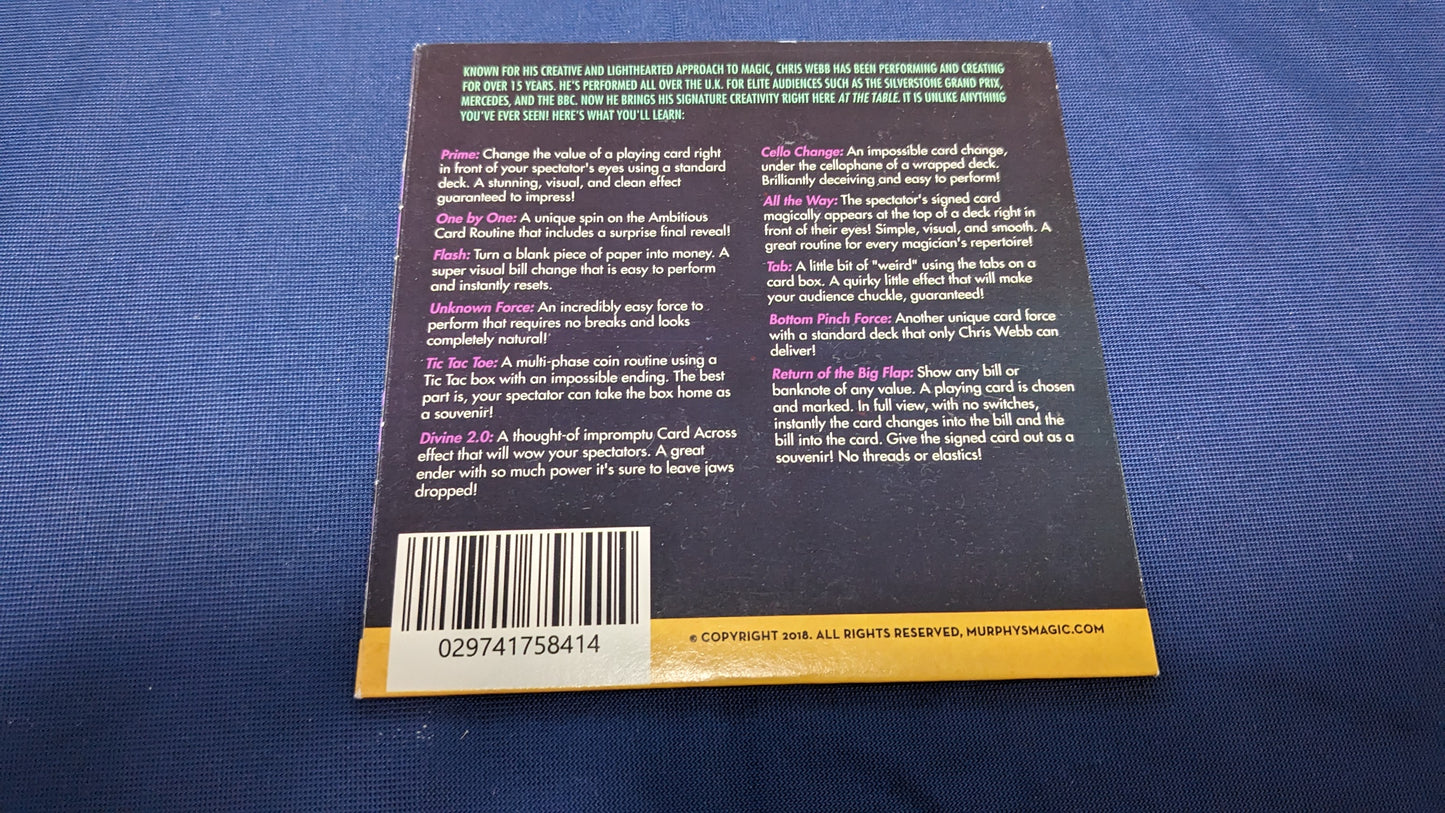 KNOWN FOR HIS CREATIVE AND LIGHTHEARTED APPROACH TO MAGIC, CHRIS WEBB HAS BEEN PERFORMING AND CREATING
FOR OVER 15 YEARS. HE'S PERFORMED ALL OVER THE U.K. FOR ELITE AUDIENCES SUCH AS THE SILVERSTONE GRAND PRIX,
MERCEDES, AND THE BBC. NOW HE BRINGS HIS SIGNATURE CREATIVITY RIGHT HERE AT THE TABLE. IT IS UNLIKE ANYTHING
YOU'VE EVER SEEN! HERE'S WHAT YOU'LL LEARN:
Prime: Change the value of a playing card right
in front of your spectator's eyes using a standard
deck. A stunning, visual, and clean effect
guaranteed to impress!
One by One: A unique spin on the Ambitious
Card Routine that includes a surprise final reveal!
Flash: Turn a blank piece of paper into money. A
super visual bill change that is easy to perform
and instantly resets.
Unknown Force: An incredibly easy force to
perform that requires no breaks and looks
completely natural!
Tic Tac Toe: A multi-phase coin routine using a
Tic Tac box with an impossible ending. The best
part is, your spectator can take the box home as
a souvenir!
Divine 2.0: A thought-of impromptu Card Across
effect that will wow your spectators. A great
ender with so much power it's sure to leave jaws
dropped!
Cello Change: An impossible card change,
under the cellophane of a wrapped deck.
Brilliantly deceiving and easy to perform!
All the Way: The spectator's signed card
magically appears at the top of a deck right in
front of their eyes! Simple, visual, and smooth. A
great routine for every magician's repertoire!
Tab: A little bit of "weird" using the tabs on a
card box. A quirky little effect that will make
your audience chuckle, guaranteed!
Bottom Pinch Force: Another unique card force
with a standard deck that only Chris Webb can
deliver!
Return of the Big Flap: Show any bill or
banknote of any value. A playing card is chosen
and marked. In full view, with no switches,
instantly the card changes into the bill and the
bill into the card. Give the signed card out as a
souvenir! No threads or elastics!
029741758414
© COPYRIGHT 2018. ALL RIGHTS RESERVED, MURPHYSMAGIC.COM